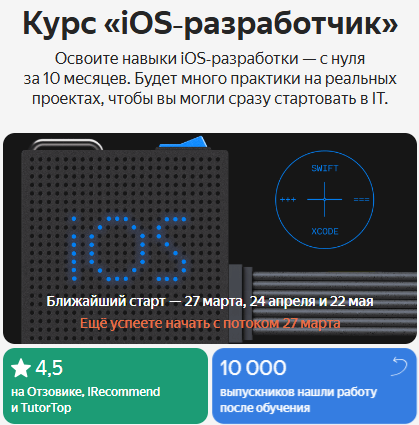 Курс «iOS-разработчик»
Освоите навыки iOS-разработки — с нуля
за 10 месяцев. Будет много практики на реальных
проектах, чтобы вы могли сразу стартовать в IT.
SWIFT
+++ ===
XCODE
iOS
Ближайший старт — 27 марта, 24 апреля и 22 мая
Ещё успеете начать с потоком 27 марта
4,5
на Отзовике, IRecommend
и TutorTop
10 000
выпускников нашли работу
после обучения